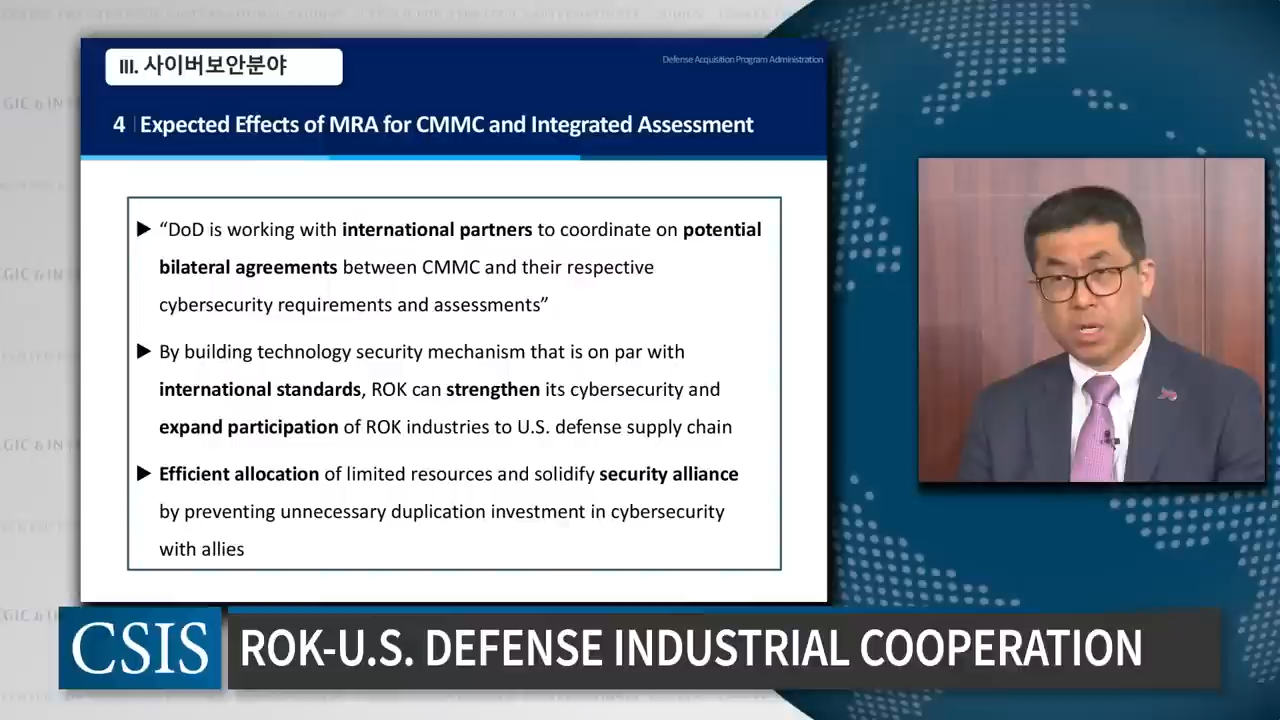 III. 사이버보안분야
Defense Acquisition Program Administration
4 Expected Effects of MRA for CMMC and Integrated Assessment
▶ “DoD is working with international partners to coordinate on potential
bilateral agreements between CMMC and their respective
cybersecurity requirements and assessments”
▶ By building technology security mechanism that is on par with
international standards, ROK can strengthen its cybersecurity and
expand participation of ROK industries to U.S. defense supply chain
▶ Efficient allocation of limited resources and solidify security alliance
by preventing unnecessary duplication investment in cybersecurity
with allies
CSIS
ROK-U.S. DEFENSE INDUSTRIAL COOPERATION